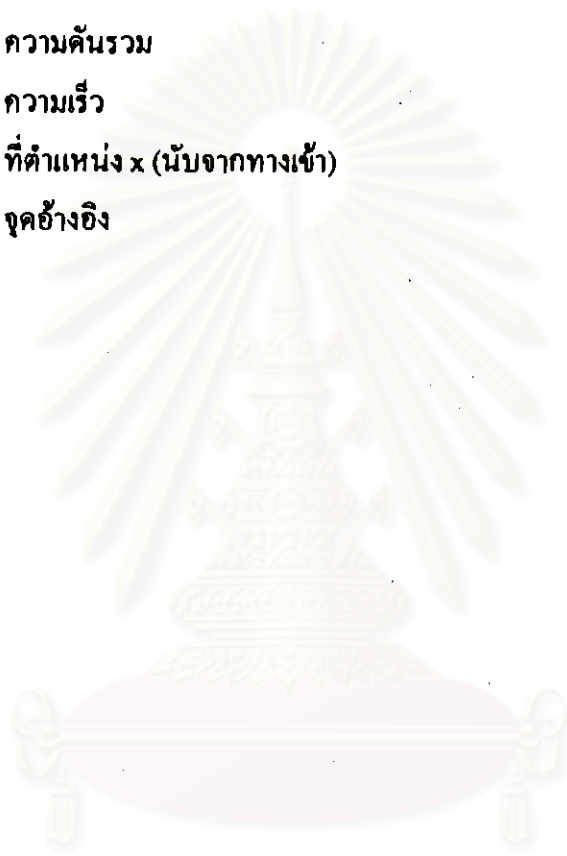 ความดันรวม
ความเร็ว
ที่ตำแหน่ง x (นับจากทางเข้า)
จุดอ้างอิง